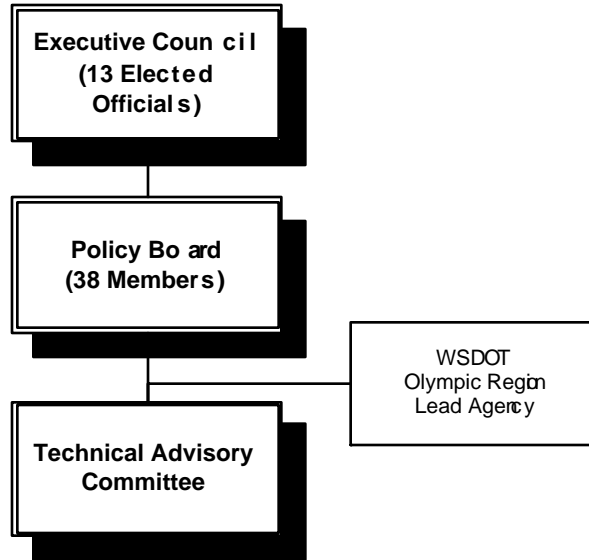 Executive Council
(13 Elected
Officials)
Policy Board
(38 Members)
WSDOT
Olympic Region
Lead Agency
Technical Advisory
Committee